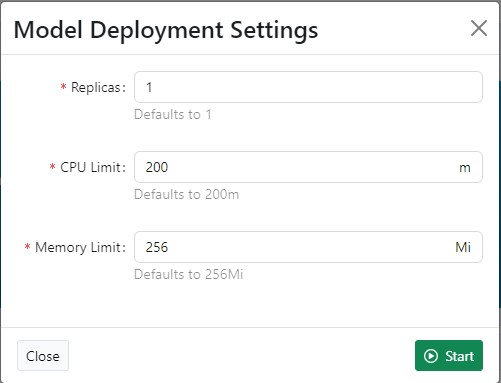 Model Deployment Settings
* Replicas: 1
Defaults to 1
* CPU Limit: 200 m
Defaults to 200m
* Memory Limit: 256 Mi
Defaults to 256Mi
Close Start